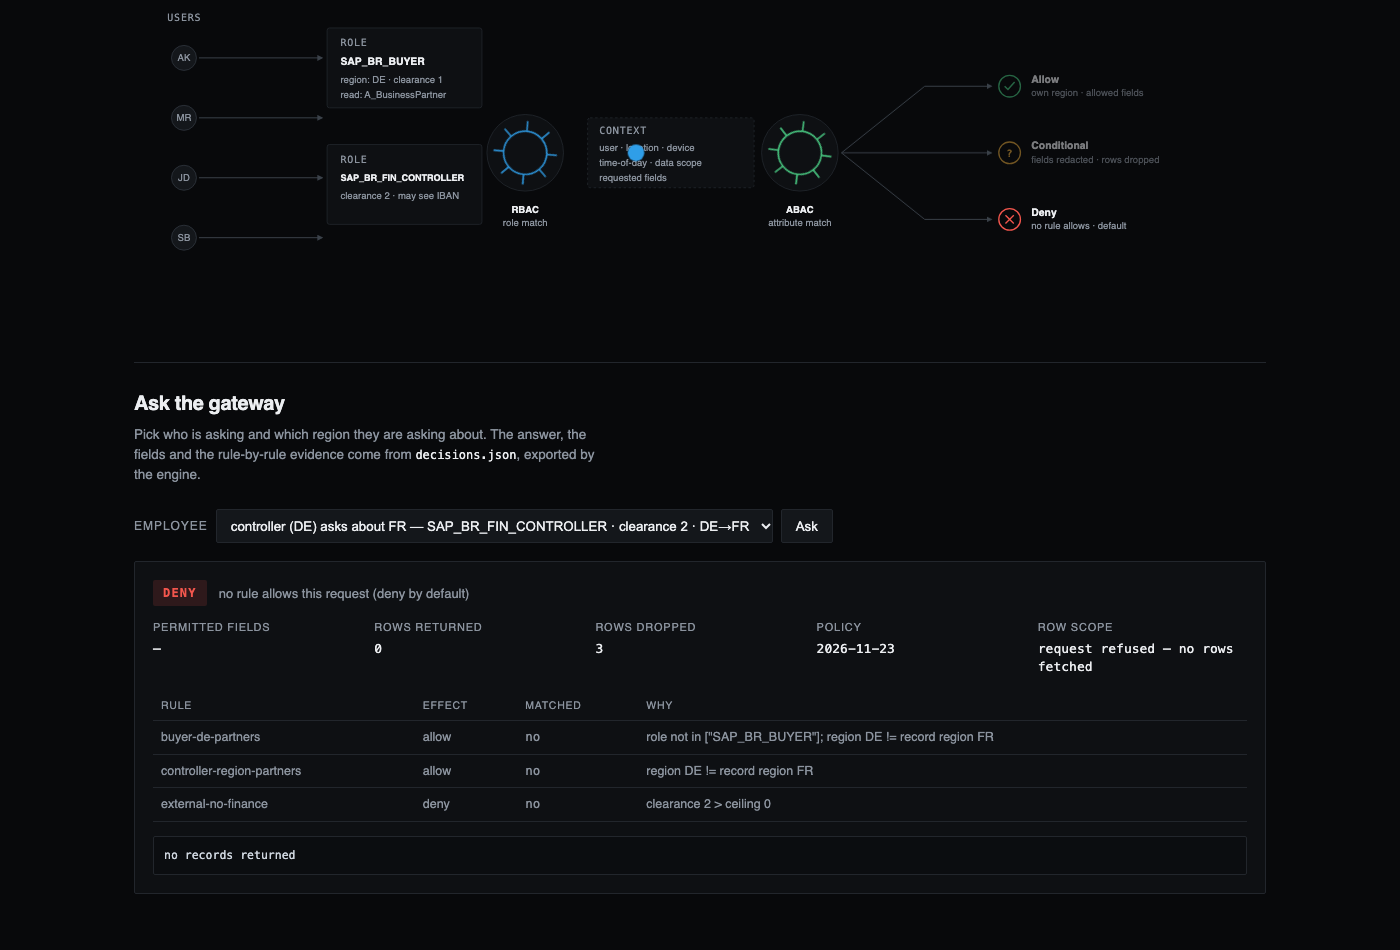 USERS
AK
MR
JD
SB
ROLE
SAP_BR_BUYER
region: DE · clearance 1
read: A_BusinessPartner
ROLE
SAP_BR_FIN_CONTROLLER
clearance 2 · may see IBAN
RBAC
role match
CONTEXT
user · location · device
time-of-day · data scope
requested fields
ABAC
attribute match
Allow
own region · allowed fields
?
Conditional
fields redacted · rows dropped
Deny
no rule allows · default
Ask the gateway
Pick who is asking and which region they are asking about. The answer, the
fields and the rule-by-rule evidence come from decisions.json, exported by
the engine.
EMPLOYEE controller (DE) asks about FR — SAP_BR_FIN_CONTROLLER · clearance 2 · DE→FR Ask
DENY no rule allows this request (deny by default)
PERMITTED FIELDS ROWS RETURNED ROWS DROPPED POLICY ROW SCOPE
— 0 3 2026-11-23 request refused — no rows
fetched
RULE EFFECT MATCHED WHY
buyer-de-partners allow no role not in ["SAP_BR_BUYER"]; region DE != record region FR
controller-region-partners allow no region DE != record region FR
external-no-finance deny no clearance 2 > ceiling 0
no records returned